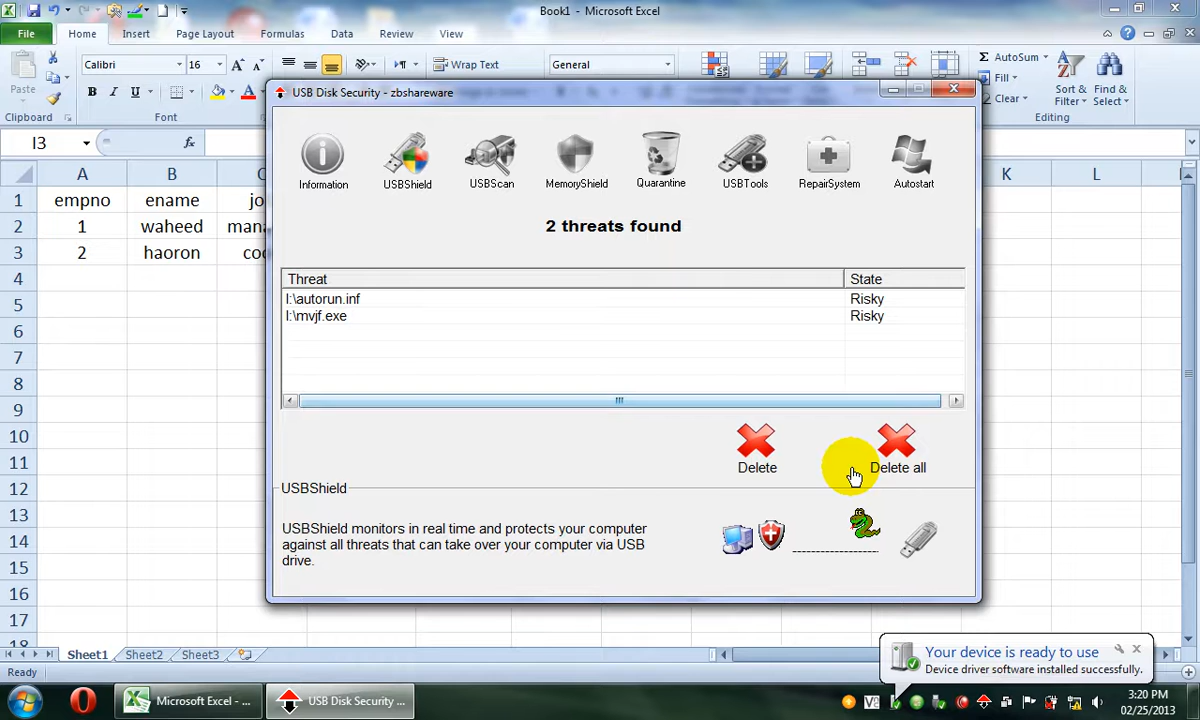 Book1 - Microsoft Excel
File Home Insert Page Layout Formulas Data Review View
Paste
Calibri 16
Wrap Text
General
AutoSum
Fill
Clear
Sort & Filter
Find & Select
Clipboard Font Editing
I3 fx
A B C K L M
1 empno ename jo
2 1 waheed mana
3 2 haoron coo
4
5
6
7
8
9
10
11
12
13
14
15
16
17
18
USB Disk Security - zbshareware
Information USBShield USBScan MemoryShield Quarantine USBTools RepairSystem Autostart
2 threats found
Threat State
I:\autorun.inf Risky
I:\mvjf.exe Risky
Delete Delete all
USBShield
USBShield monitors in real time and protects your computer
against all threats that can take over your computer via USB
drive.
Sheet1 Sheet2 Sheet3
Ready
Your device is ready to use
Device driver software installed successfully.
Microsoft Excel - ...
USB Disk Security ...
3:20 PM
02/25/2013